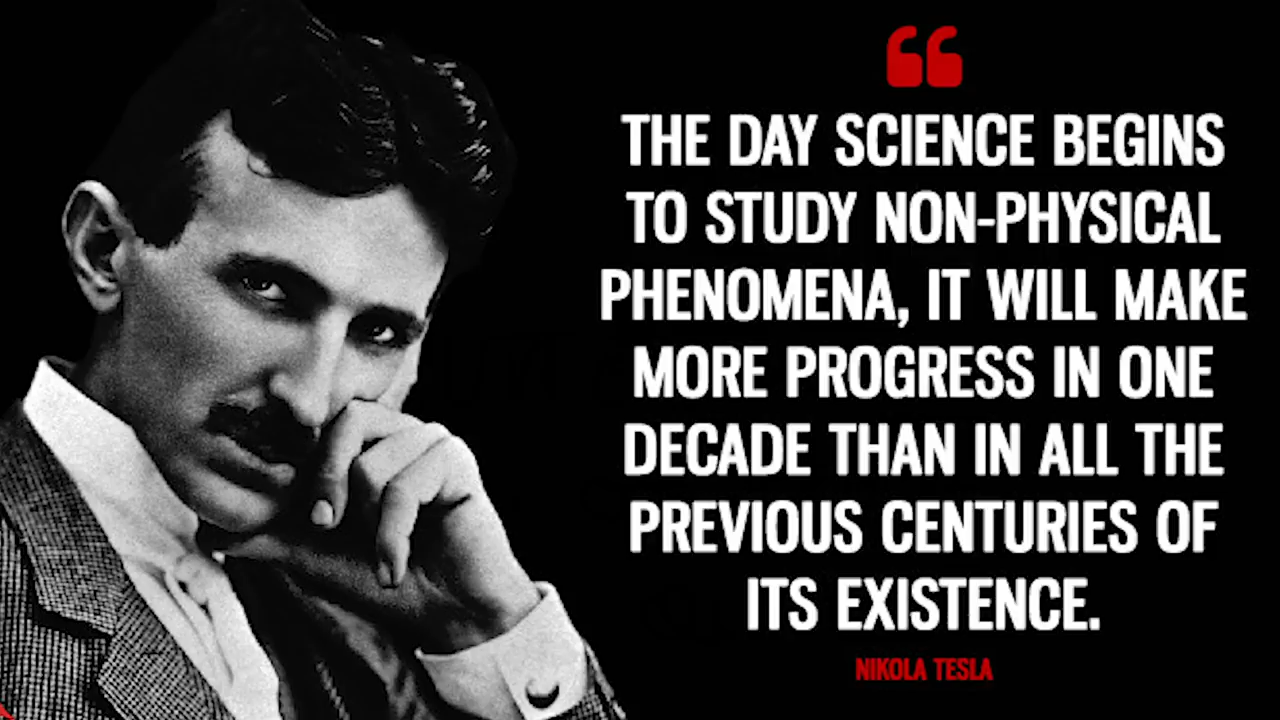 “
THE DAY SCIENCE BEGINS
TO STUDY NON-PHYSICAL
PHENOMENA, IT WILL MAKE
MORE PROGRESS IN ONE
DECADE THAN IN ALL THE
PREVIOUS CENTURIES OF
ITS EXISTENCE.
NIKOLA TESLA